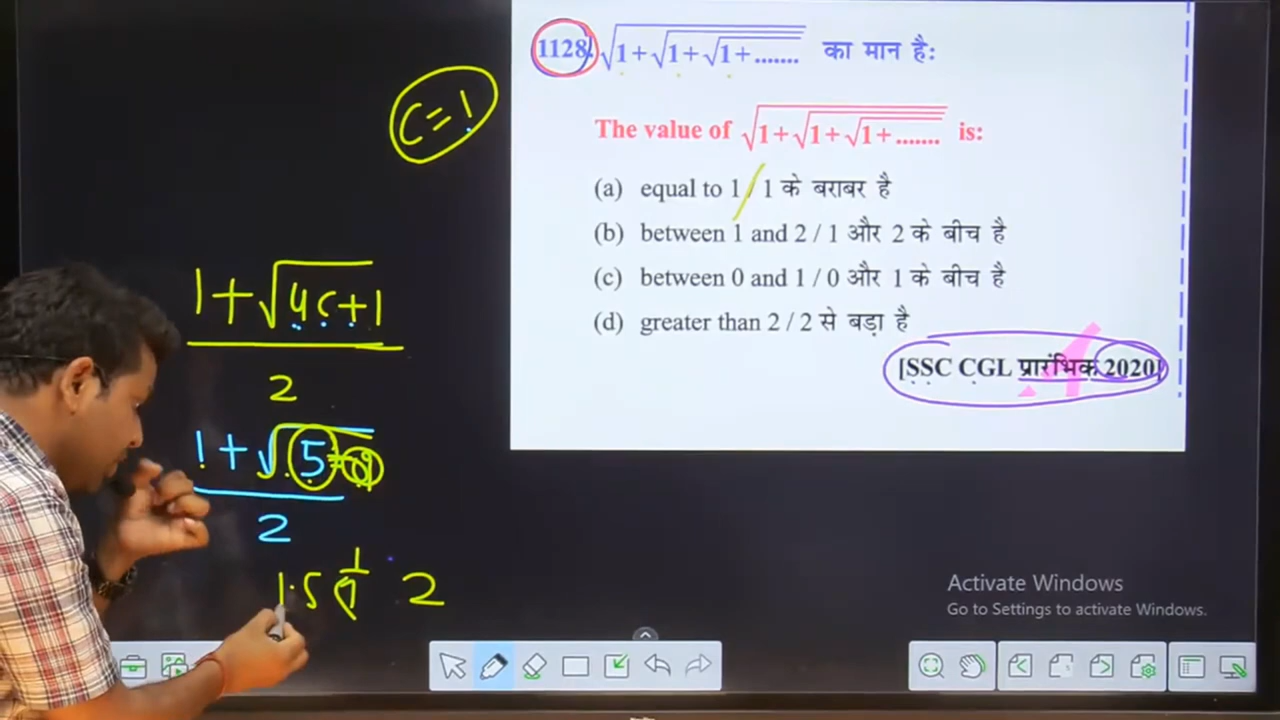 1128. √1+√1+√1+....... का मान है:
The value of √1+√1+√1+....... is:
(a) equal to 1 / 1 के बराबर है
(b) between 1 and 2 / 1 और 2 के बीच है
(c) between 0 and 1 / 0 और 1 के बीच है
(d) greater than 2 / 2 से बड़ा है
[SSC CGL प्रारंभिक 2020]
C=1
1+√4C+1
2
1+√5
2
1.5 2
Activate Windows
Go to Settings to activate Windows.